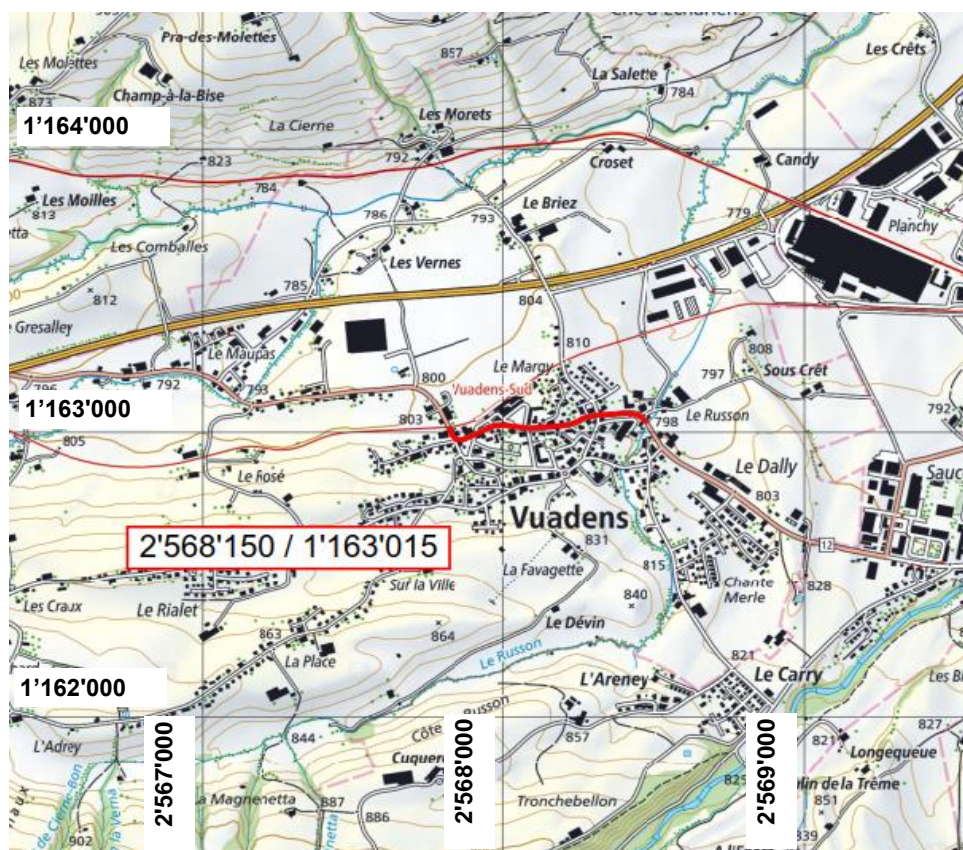 Pra-des-Molettes
857
Les Crêts
Les Molettes
La Salette
784
873
Champ-à-la-Bise
Les Morets
1’164'000
La Cierne
792
823
Croset
Candy
784
Les Moilles
813
786
793
Le Briez
779
Planchy
Les Comballes
Les Vernes
785
804
812
Gresalley
810
808
Le Maupas
Le Maroy
797
Sous Crêt
796
792
793
800
Vuadens-Sud
792
1’163'000
803
798
Le Russon
805
Le Fosé
Le Dally
803
Vuadens
12
2'568'150 / 1'163'015
831
815
La Favagette
Sur la Ville
Chante
Merle
828
Les Craux
Le Rialet
840
863
864
Le Dévin
La Place
Le Russon
821
L'Areney
Le Carry
1’162'000
L'Adrey
844
857
821
827
Longequeue
2'567'000
2'568'000
2'569'000
Tronchebellon
887
886
851
902
839